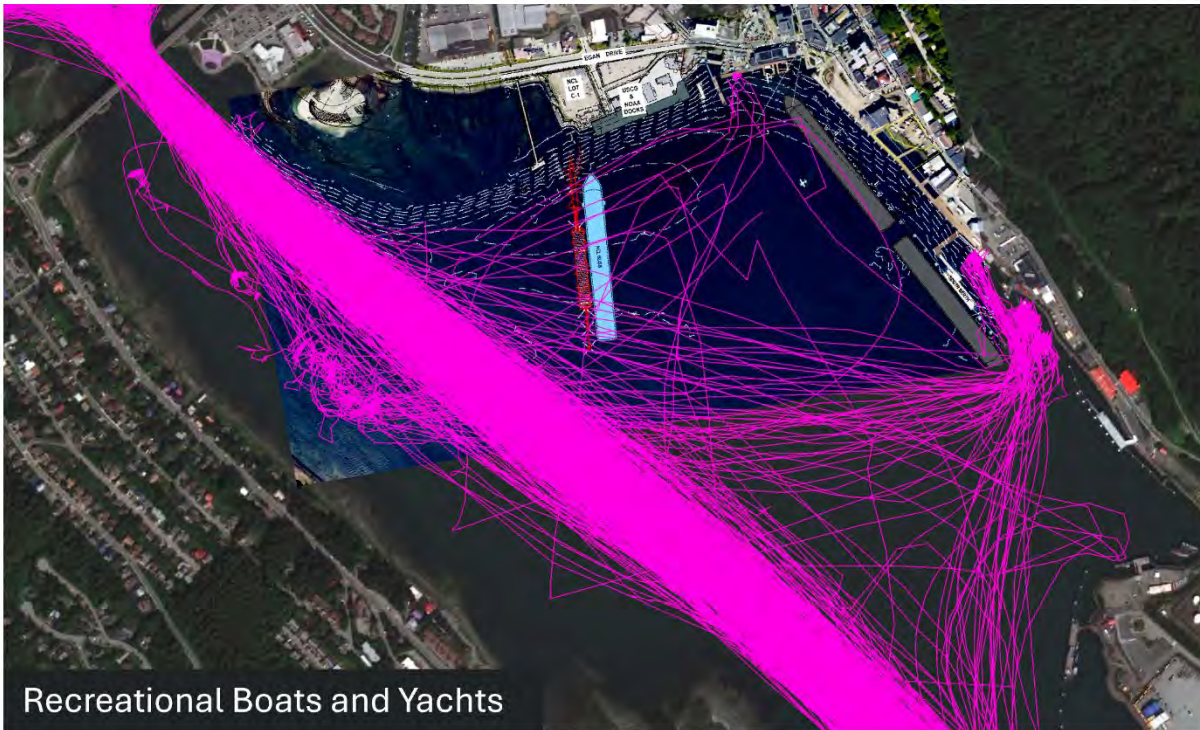 EGAN DRIVE
NCL
LOT
C-1
USCG
&
NOAA
DOCKS
Recreational Boats and Yachts